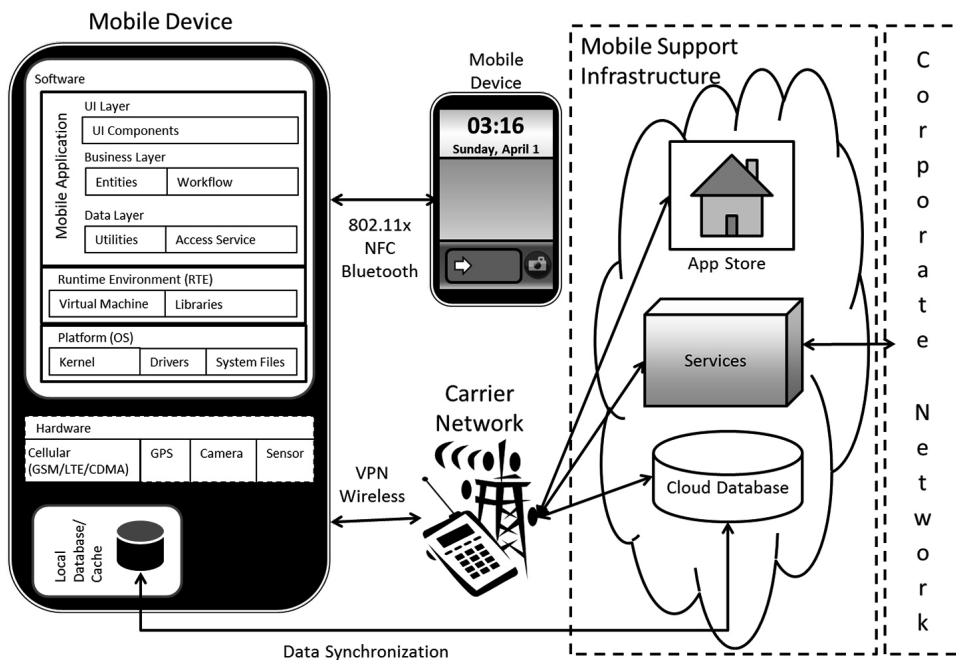 Mobile Device
Software
Mobile Application
UI Layer
UI Components
Business Layer
Entities
Workflow
Data Layer
Utilities
Access Service
Runtime Environment (RTE)
Virtual Machine
Libraries
Platform (OS)
Kernel
Drivers
System Files
Hardware
Cellular
(GSM/LTE/CDMA)
GPS
Camera
Sensor
Local
Database/
Cache
Mobile
Device
03:16
Sunday, April 1
802.11x
NFC
Bluetooth
Carrier
Network
VPN
Wireless
Data Synchronization
Mobile Support
Infrastructure
App Store
Services
Cloud Database
Corporate Network